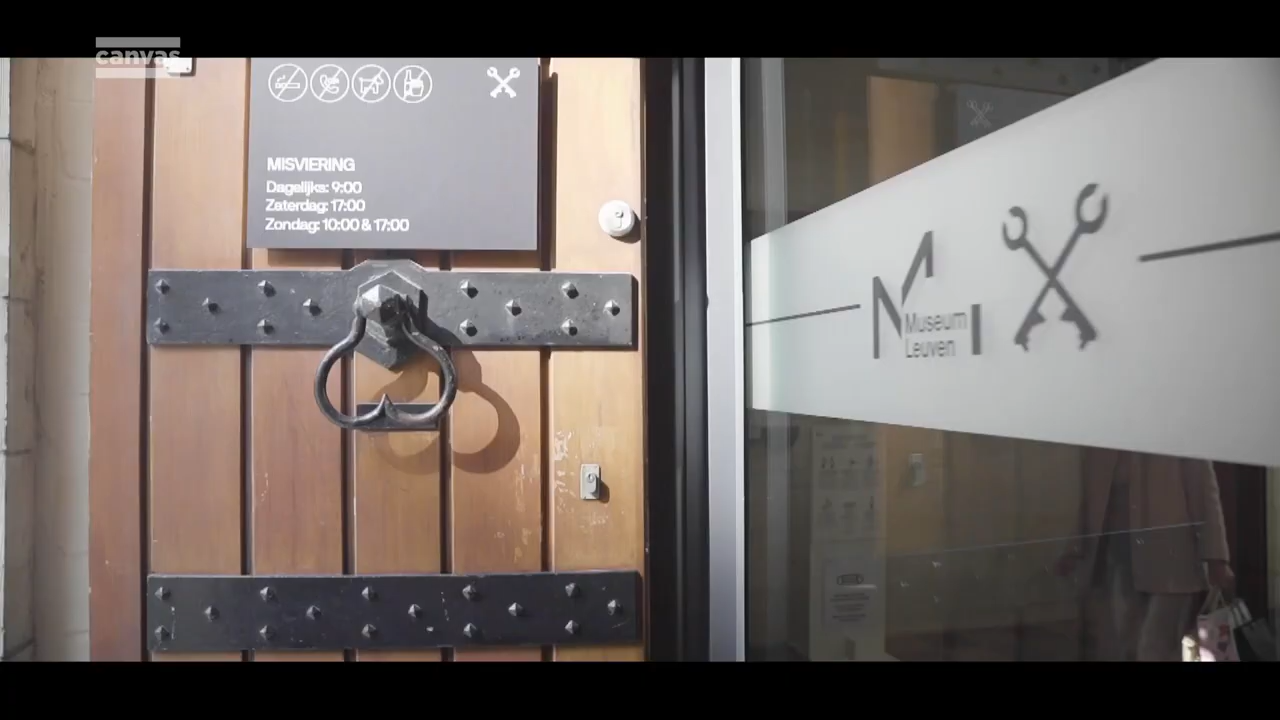 canvas
MISVIERING
Dagelijks: 9:00
Zaterdag: 17:00
Zondag: 10:00 & 17:00
Museum
Leuven